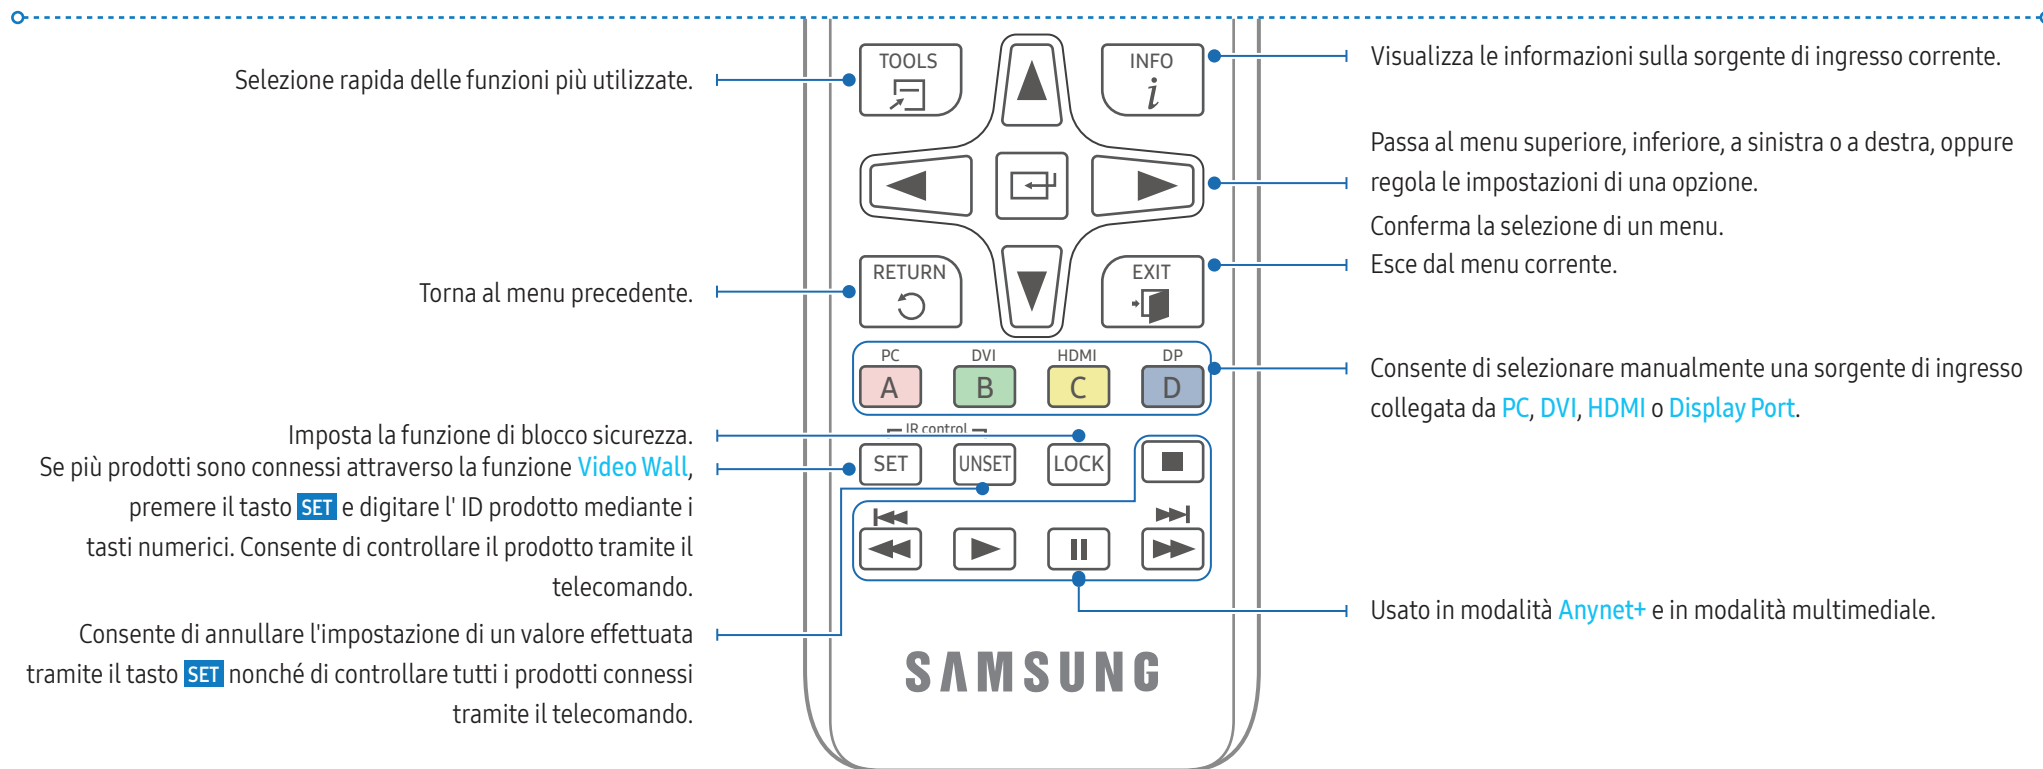 TOOLS
INFO
i
Selezione rapida delle funzioni più utilizzate.
Visualizza le informazioni sulla sorgente di ingresso corrente.
Passa al menu superiore, inferiore, a sinistra o a destra, oppure
regola le impostazioni di una opzione.
Conferma la selezione di un menu.
RETURN
EXIT
Torna al menu precedente.
Esce dal menu corrente.
PC
DVI
HDMI
DP
A
B
C
D
Consente di selezionare manualmente una sorgente di ingresso
collegata da PC, DVI, HDMI o Display Port.
IR control
SET
UNSET
LOCK
Imposta la funzione di blocco sicurezza.
Se più prodotti sono connessi attraverso la funzione Video Wall,
premere il tasto SET e digitare l' ID prodotto mediante i
tasti numerici. Consente di controllare il prodotto tramite il
telecomando.
Usato in modalità Anynet+ e in modalità multimediale.
Consente di annullare l'impostazione di un valore effettuata
tramite il tasto SET nonché di controllare tutti i prodotti connessi
tramite il telecomando.
SAMSUNG